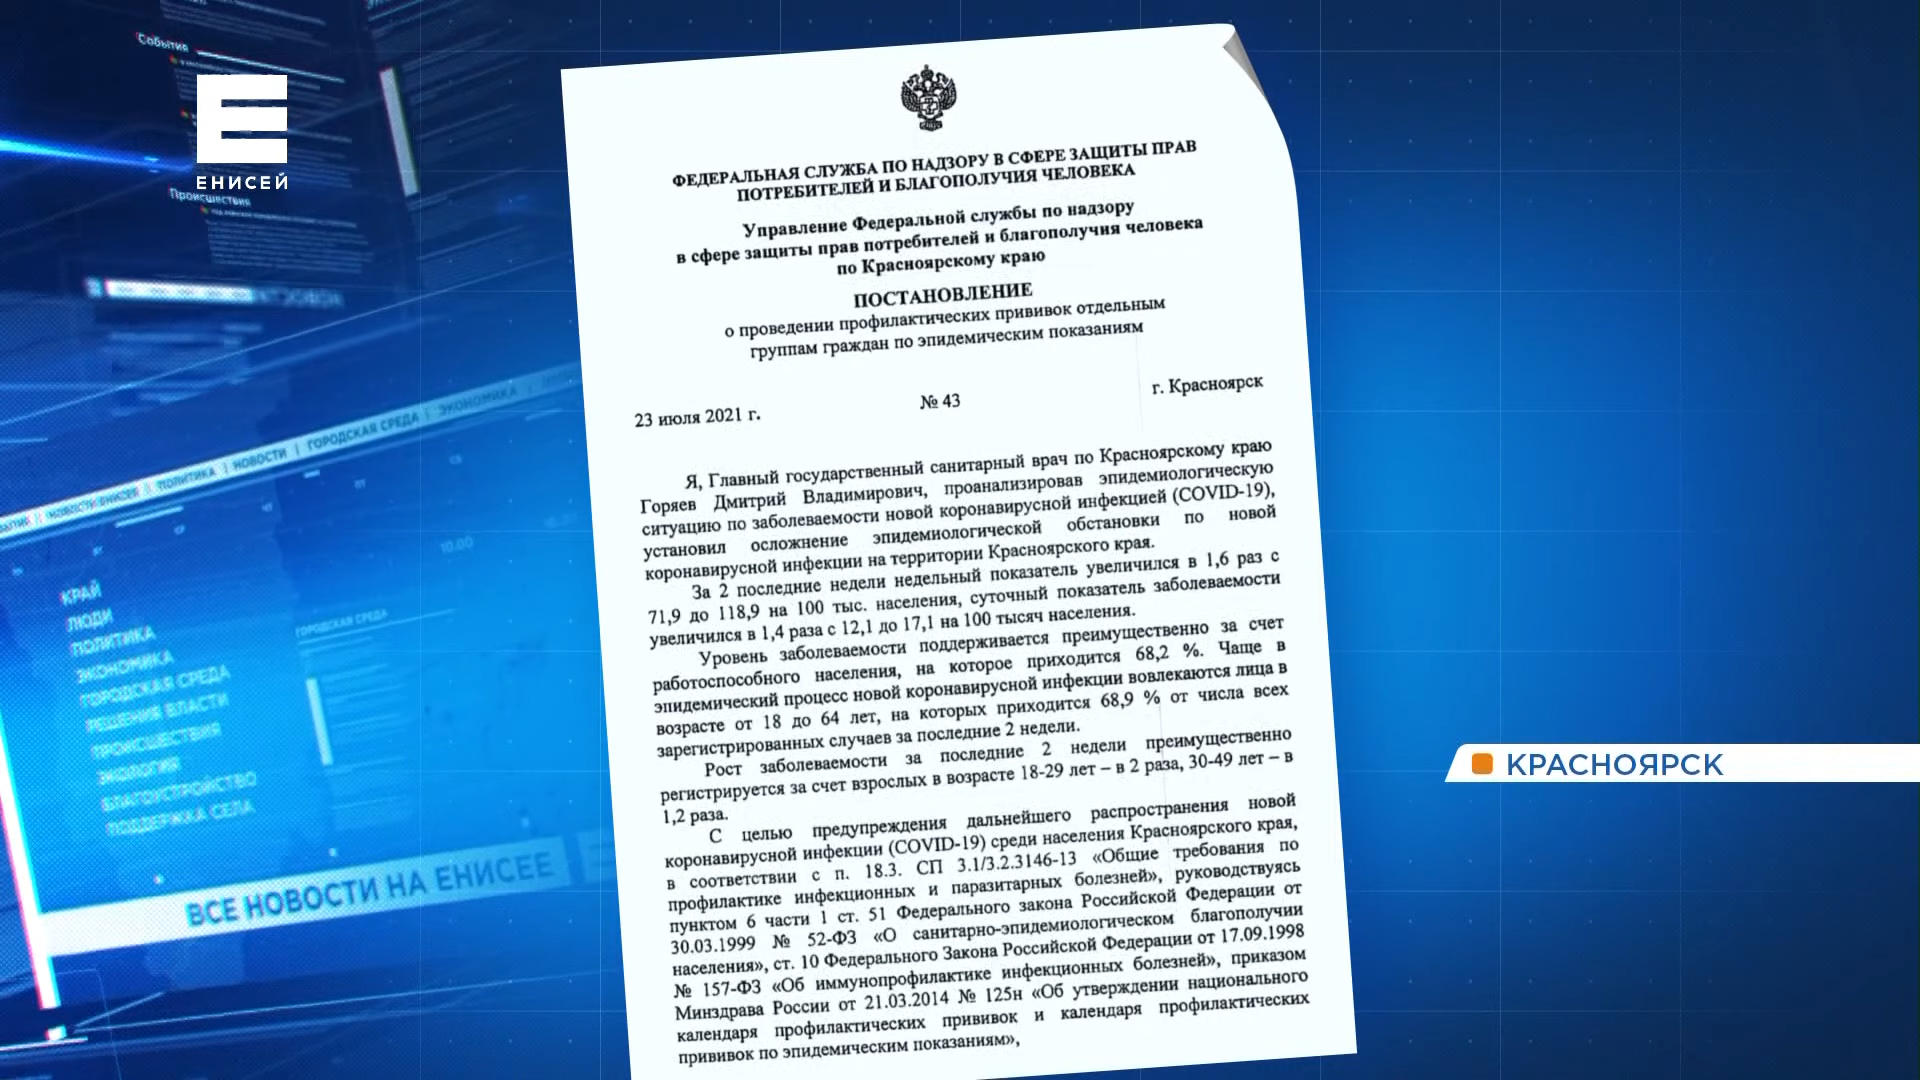 События
ЕНИСЕЙ
Происшествия
ФЕДЕРАЛЬНАЯ СЛУЖБА ПО НАДЗОРУ В СФЕРЕ ЗАЩИТЫ ПРАВ
ПОТРЕБИТЕЛЕЙ И БЛАГОПОЛУЧИЯ ЧЕЛОВЕКА
Управление Федеральной службы по надзору
в сфере защиты прав потребителей и благополучия человека
по Красноярскому краю
ПОСТАНОВЛЕНИЕ
о проведении профилактических прививок отдельным
группам граждан по эпидемическим показаниям
23 июля 2021 г. № 43 г. Красноярск
Я, Главный государственный санитарный врач по Красноярскому краю
Горяев Дмитрий Владимирович, проанализировав эпидемиологическую
ситуацию по заболеваемости новой коронавирусной инфекцией (COVID-19),
установил осложнение эпидемиологической обстановки по новой
коронавирусной инфекции на территории Красноярского края.
За 2 последние недели недельный показатель увеличился в 1,6 раз с
71,9 до 118,9 на 100 тыс. населения, суточный показатель заболеваемости
увеличился в 1,4 раза с 12,1 до 17,1 на 100 тысяч населения.
Уровень заболеваемости поддерживается преимущественно за счет
работоспособного населения, на которое приходится 68,2 %. Чаще в
эпидемический процесс новой коронавирусной инфекции вовлекаются лица в
возрасте от 18 до 64 лет, на которых приходится 68,9 % от числа всех
зарегистрированных случаев за последние 2 недели.
Рост заболеваемости за последние 2 недели преимущественно
регистрируется за счет взрослых в возрасте 18-29 лет – в 2 раза, 30-49 лет – в
1,2 раза.
С целью предупреждения дальнейшего распространения новой
коронавирусной инфекции (COVID-19) среди населения Красноярского края,
в соответствии с п. 18.3. СП 3.1/3.2.3146-13 «Общие требования по
профилактике инфекционных и паразитарных болезней», руководствуясь
пунктом 6 части 1 ст. 51 Федерального закона Российской Федерации от
30.03.1999 № 52-ФЗ «О санитарно-эпидемиологическом благополучии
населения», ст. 10 Федерального Закона Российской Федерации от 17.09.1998
№ 157-ФЗ «Об иммунопрофилактике инфекционных болезней», приказом
Минздрава России от 21.03.2014 № 125н «Об утверждении национального
календаря профилактических прививок и календаря профилактических
прививок по эпидемическим показаниям»,
НОВОСТИ ЕНИСЕЙ | ПОЛИТИКА | НОВОСТИ | ГОРОДСКАЯ СРЕДА | ЭКОНОМИКА
10.00
КРАЙ
ЛЮДИ
ПОЛИТИКА
ЭКОНОМИКА
ГОРОДСКАЯ СРЕДА
РЕШЕНИЯ ВЛАСТИ
ПРОИСШЕСТВИЯ
ЭКОЛОГИЯ
БЛАГОУСТРОЙСТВО
ПОДДЕРЖКА СЕЛА
ГОРОДСКАЯ СРЕДА
ВСЕ НОВОСТИ НА ЕНИСЕЕ
КРАСНОЯРСК